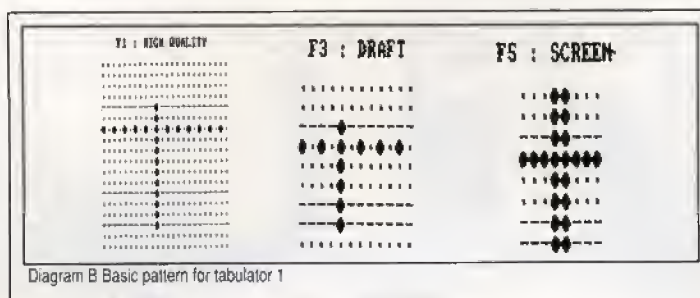 F1 : HIGH QUALITY
F3 : DRAFT
F5 : SCREEN
Diagram B Basic pattern for tabulator 1